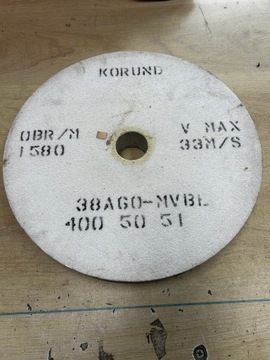 KORUND
OBR/M
1580
V MAX
33M/S
38A60-MVBE
400 50 51